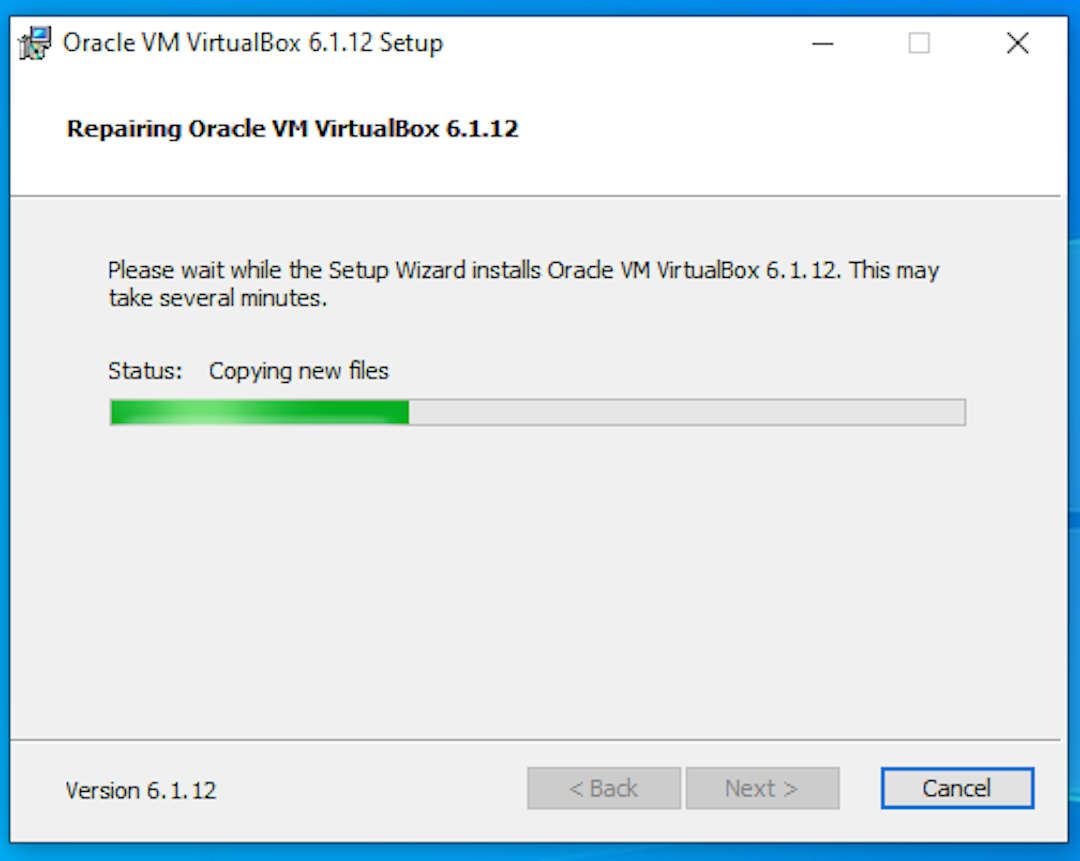 Oracle VM VirtualBox 6.1.12 Setup
Repairing Oracle VM VirtualBox 6.1.12
Please wait while the Setup Wizard installs Oracle VM VirtualBox 6.1.12. This may
take several minutes.
Status: Copying new files
Version 6.1.12
< Back
Next >
Cancel